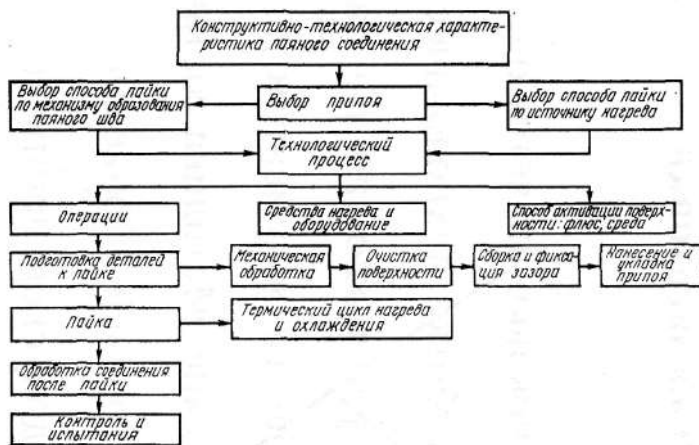 Конструктивно-технологическая характе-
ристика паяного соединения
Выбор способа пайки
по механизму образования
паяного шва
Выбор припоя
Выбор способа пайки
по источнику нагрева
Технологический
процесс
Операции
Средства нагрева и
оборудование
Способ активации поверх-
ности: флюс, среда
Подготовка деталей
к пайке
Механическая
обработка
Очистка
поверхности
Сборка и фикса-
ция зазора
Нанесение и
укладка
припоя
Пайка
Термический цикл нагрева
и охлаждения
Обработка соединения
после пайки
Контроль и
испытания